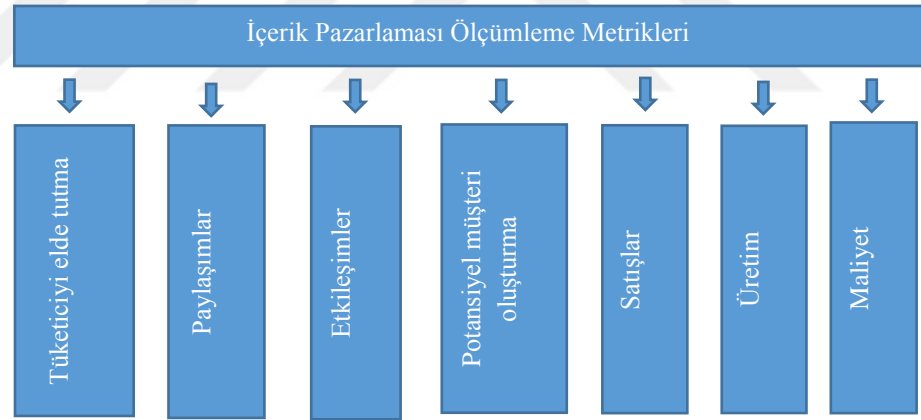 İçerik Pazarlaması Ölçümleme Metrikleri
Tüketiciyi elde tutma
Paylaşımlar
Etkileşimler
Potansiyel müşteri
oluşturma
Satışlar
Üretim
Maliyet